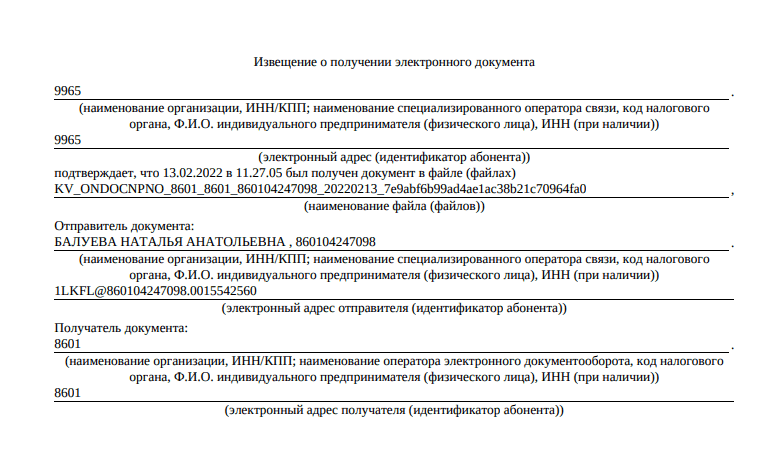 Извещение о получении электронного документа
9965 .
(наименование организации, ИНН/КПП; наименование специализированного оператора связи, код налогового
органа, Ф.И.О. индивидуального предпринимателя (физического лица), ИНН (при наличии))
9965
(электронный адрес (идентификатор абонента))
подтверждает, что 13.02.2022 в 11.27.05 был получен документ в файле (файлах)
KV_ONDOCNPNO_8601_8601_860104247098_20220213_7e9abf6b99ad4ae1ac38b21c70964fa0 ,
(наименование файла (файлов))
Отправитель документа:
БАЛУЕВА НАТАЛЬЯ АНАТОЛЬЕВНА , 860104247098 .
(наименование организации, ИНН/КПП; наименование специализированного оператора связи, код налогового
органа, Ф.И.О. индивидуального предпринимателя (физического лица), ИНН (при наличии))
1LKFL@860104247098.0015542560
(электронный адрес отправителя (идентификатор абонента))
Получатель документа:
8601 .
(наименование организации, ИНН/КПП; наименование оператора электронного документооборота, код налогового
органа, Ф.И.О. индивидуального предпринимателя (физического лица), ИНН (при наличии))
8601
(электронный адрес получателя (идентификатор абонента))